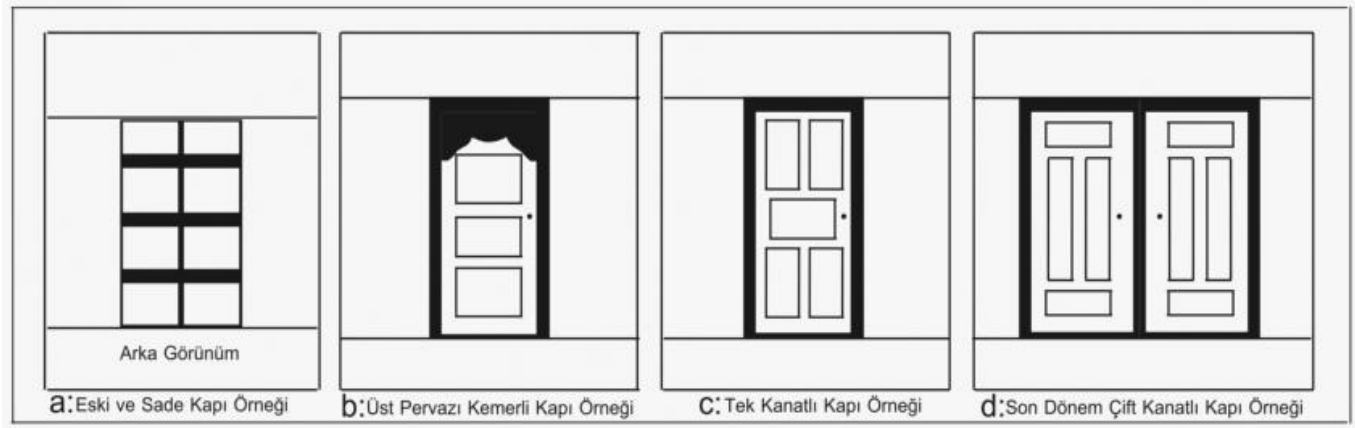 Arka Görünüm
a:Eski ve Sade Kapı Örneği
b:Üst Pervazı Kemerli Kapı Örneği
c:Tek Kanatlı Kapı Örneği
d:Son Dönem Çift Kanatlı Kapı Örneği